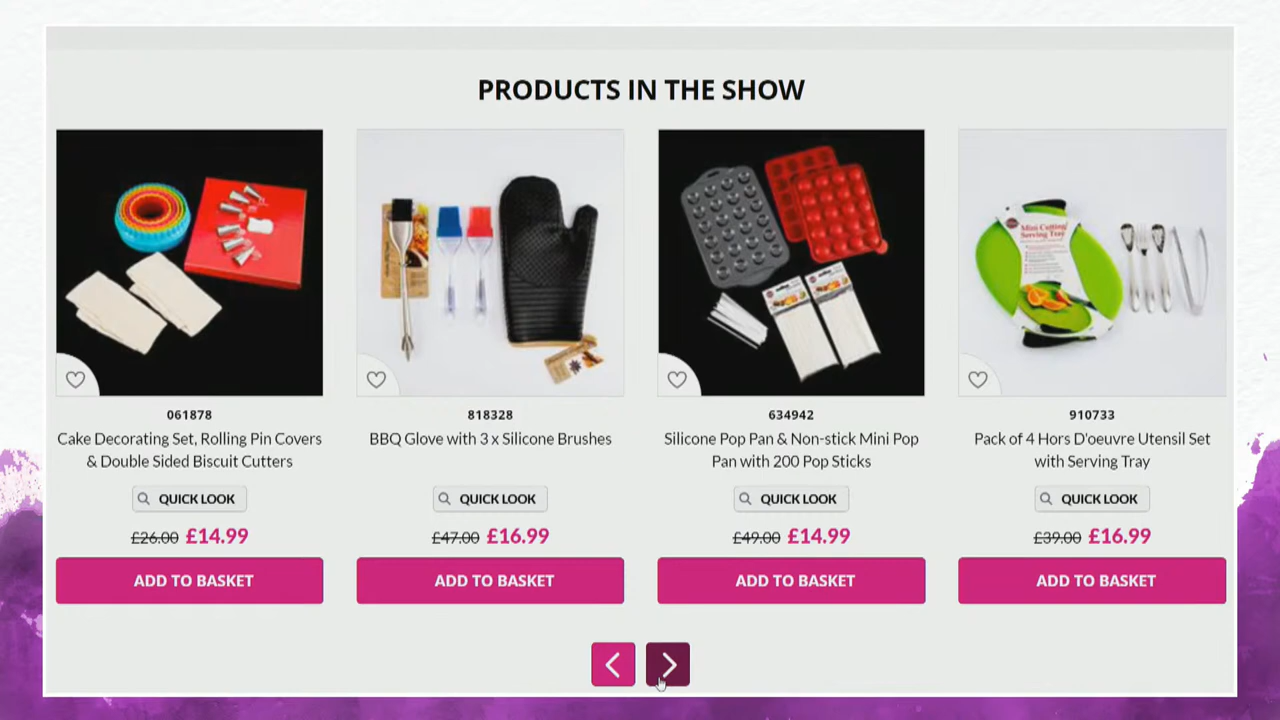 PRODUCTS IN THE SHOW
Mini Cutting
Serving Tray
061878
818328
634942
910733
Cake Decorating Set, Rolling Pin Covers
& Double Sided Biscuit Cutters
BBQ Glove with 3 x Silicone Brushes
Silicone Pop Pan & Non-stick Mini Pop
Pan with 200 Pop Sticks
Pack of 4 Hors D'oeuvre Utensil Set
with Serving Tray
QUICK LOOK
QUICK LOOK
QUICK LOOK
QUICK LOOK
£26.00 £14.99
£47.00 £16.99
£49.00 £14.99
£39.00 £16.99
ADD TO BASKET
ADD TO BASKET
ADD TO BASKET
ADD TO BASKET